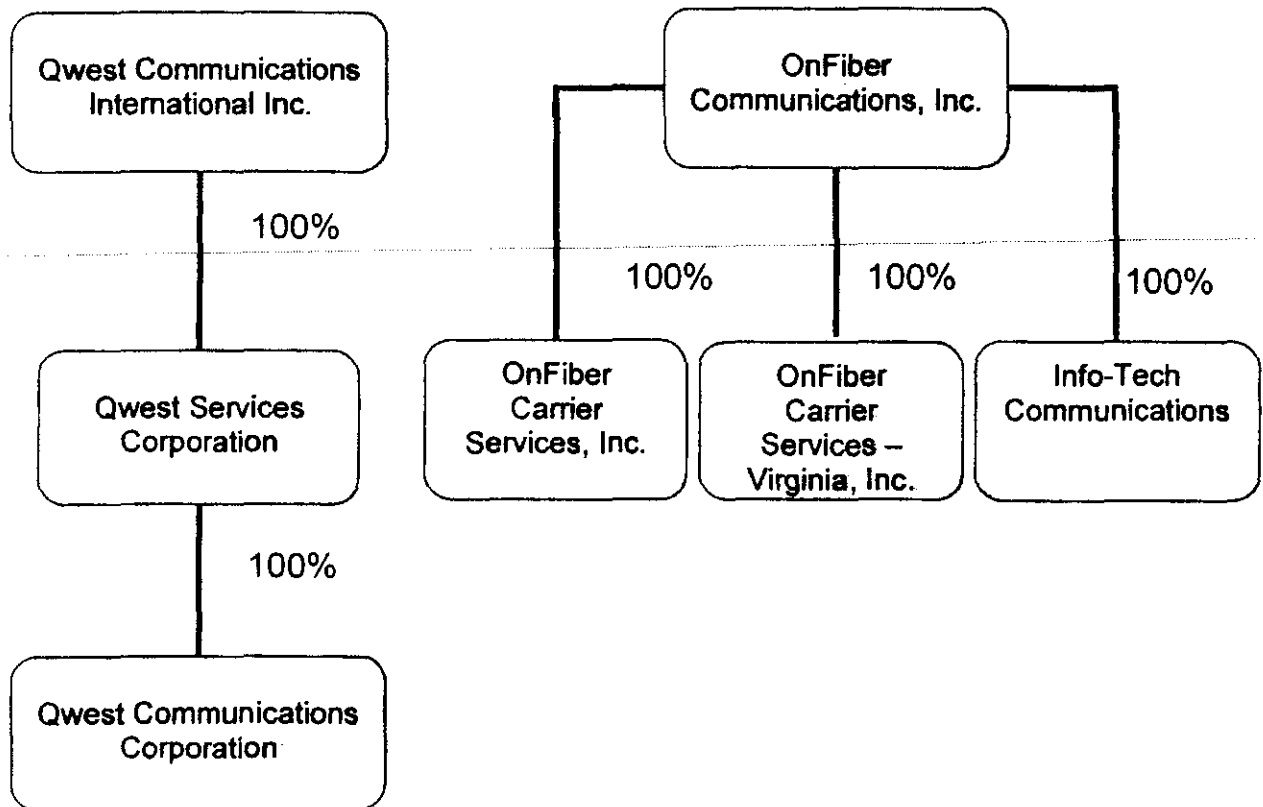 Qwest Communications
International Inc.
100%
Qwest Services
Corporation
100%
Qwest Communications
Corporation
OnFiber
Communications, Inc.
100%
100%
100%
OnFiber
Carrier
Services, Inc.
OnFiber
Carrier
Services –
Virginia, Inc.
Info-Tech
Communications